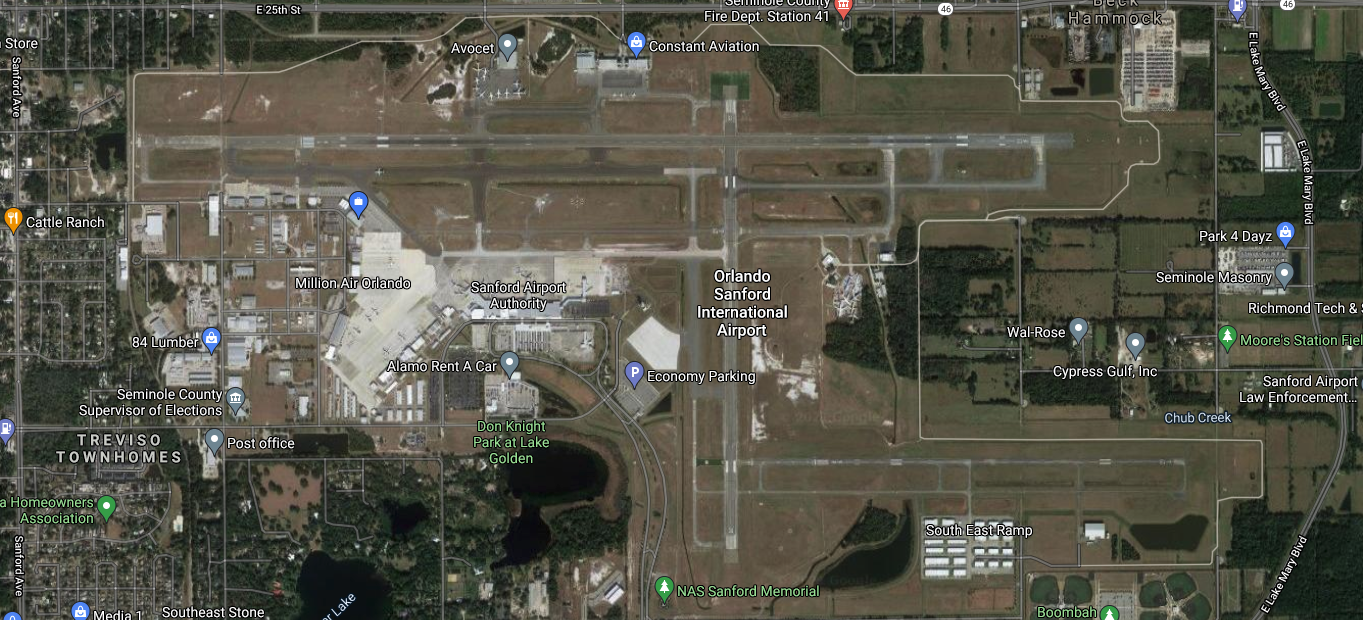 E 25th St
Seminole County
Fire Dept. Station 41
46
Beck
Hammock
46
Store
Avocet
Constant Aviation
Sanford Ave
E Lake Mary Blvd
E Lake Mary Blvd
Cattle Ranch
Park 4 Dayz
Million Air Orlando
Sanford Airport
Authority
Orlando
Sanford
International
Airport
Seminole Masonry
Richmond Tech & S
84 Lumber
Wal-Rose
Moore's Station Fiel
Alamo Rent A Car
Economy Parking
P
Cypress Gulf, Inc
Seminole County
Supervisor of Elections
Sanford Airport
Law Enforcement...
Chub Creek
TREVISO
TOWNHOMES
Post office
Don Knight
Park at Lake
Golden
a Homeowners
Association
South East Ramp
Sanford Ave
E Lake Mary Blvd
NAS Sanford Memorial
Media 1
Southeast Stone
er Lake
Boombah